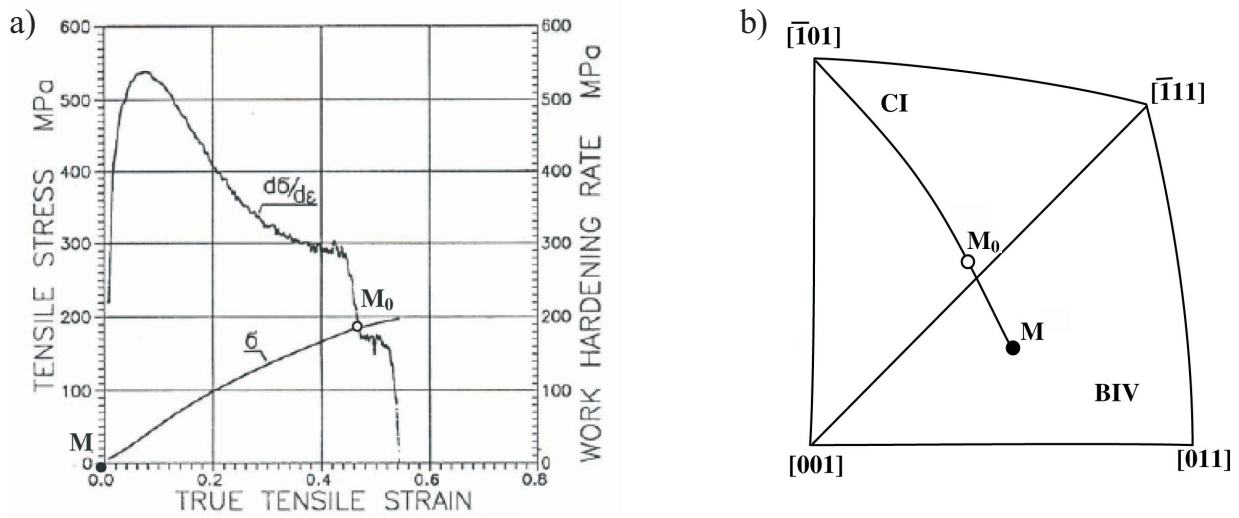 a)
600
500
400
300
200
100
0
TENSILE STRESS MPa
600
500
400
300
200
100
0
WORK HARDENING RATE MPa
dσ/dε
M₀
σ
M
0.0 0.2 0.4 0.6 0.8
TRUE TENSILE STRAIN
b)
[1̅01]
CI
[1̅11]
M₀
M
BIV
[001]
[011]